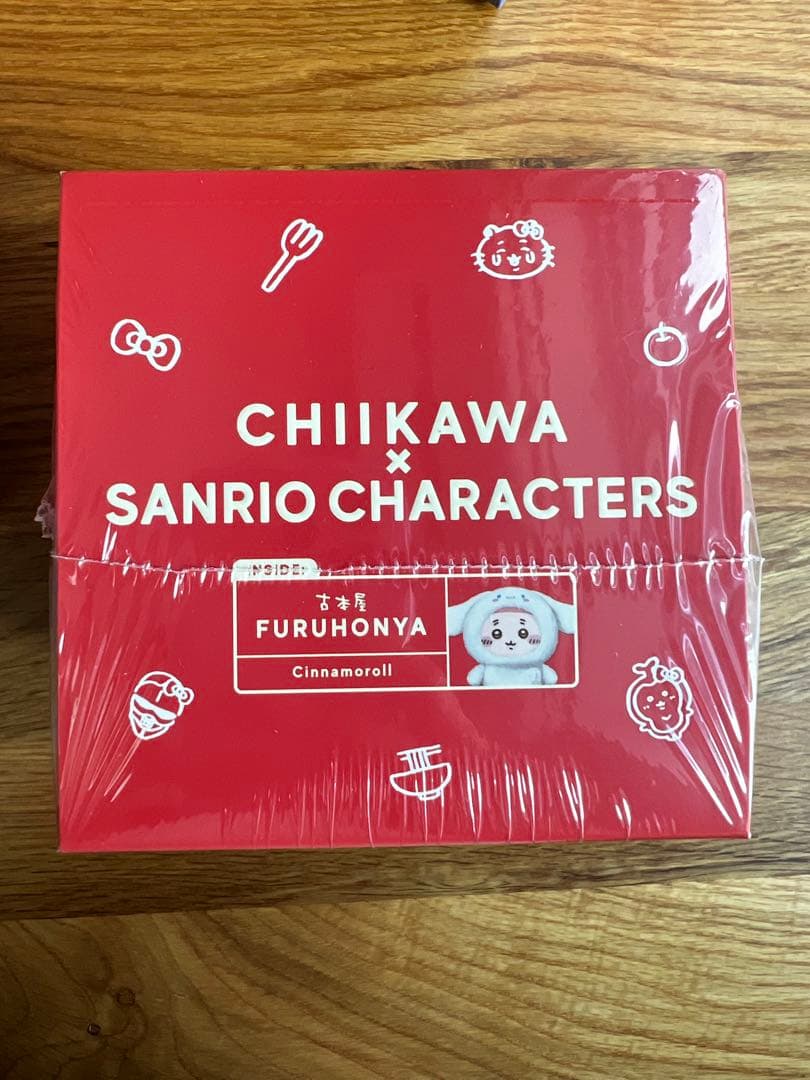 CHIIKAWA
×
SANRIO CHARACTERS
INSIDE:
古本屋
FURUHONYA
Cinnamoroll